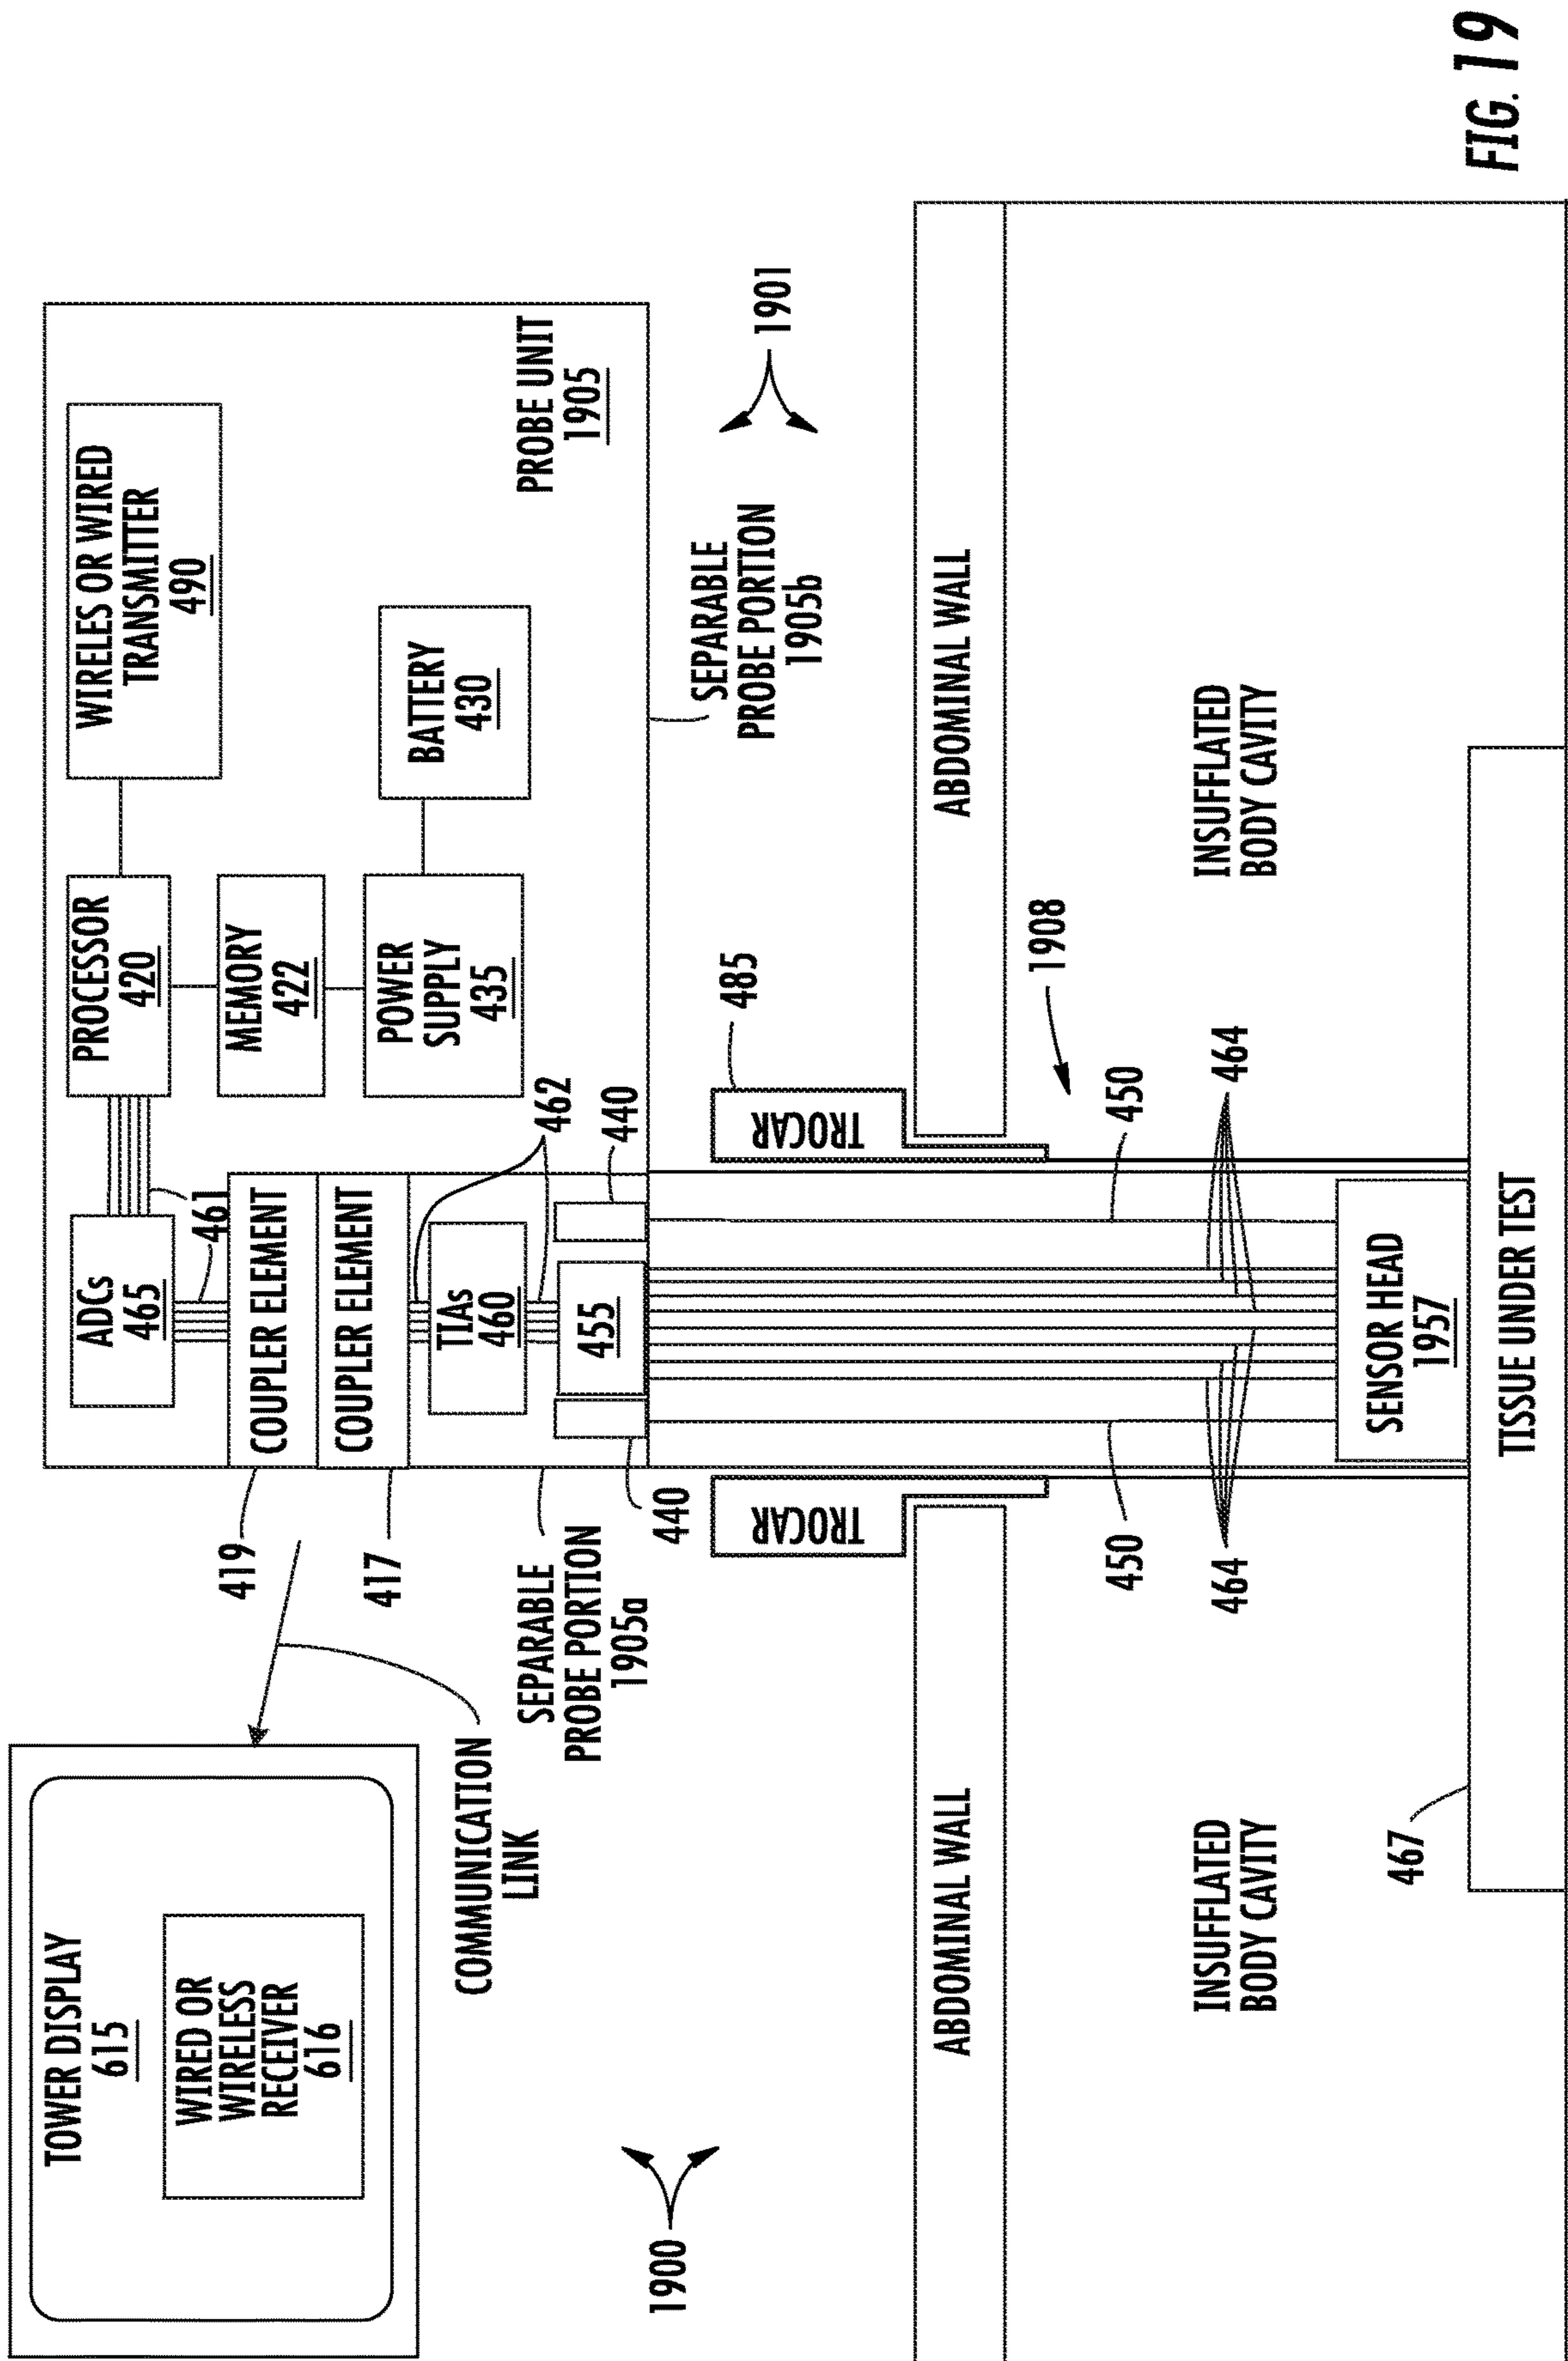 TOWER DISPLAY
615
WIRED OR
WIRELESS
RECEIVER
616
COMMUNICATION
LINK
1900
419
417
ADCs
465
461
COUPLER ELEMENT
COUPLER ELEMENT
TIAs
460
462
455
440
440
PROCESSOR
420
MEMORY
422
POWER
SUPPLY
435
BATTERY
430
WIRELES OR WIRED
TRANSMITTER
490
PROBE UNIT
1905
SEPARABLE
PROBE PORTION
1905a
SEPARABLE
PROBE PORTION
1905b
1901
TROCAR
TROCAR
485
ABDOMINAL WALL
ABDOMINAL WALL
1908
450
450
464
464
INSUFFLATED
BODY CAVITY
INSUFFLATED
BODY CAVITY
SENSOR HEAD
1957
467
TISSUE UNDER TEST
FIG. 19